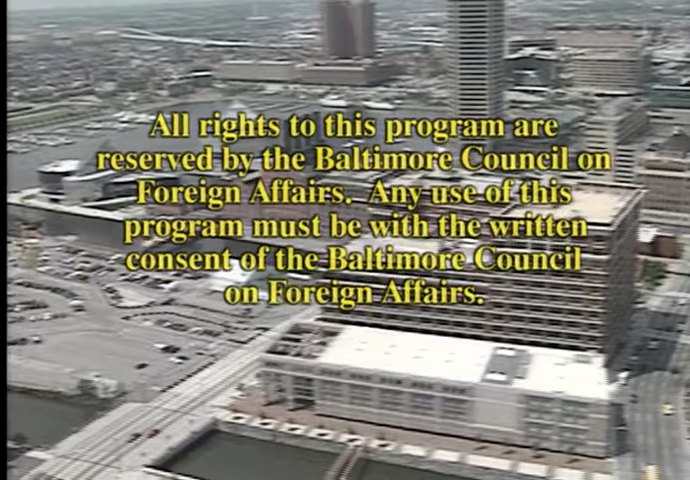 All rights to this program are
reserved by the Baltimore Council on
Foreign Affairs.  Any use of this
program must be with the written
consent of the Baltimore Council
on Foreign Affairs.